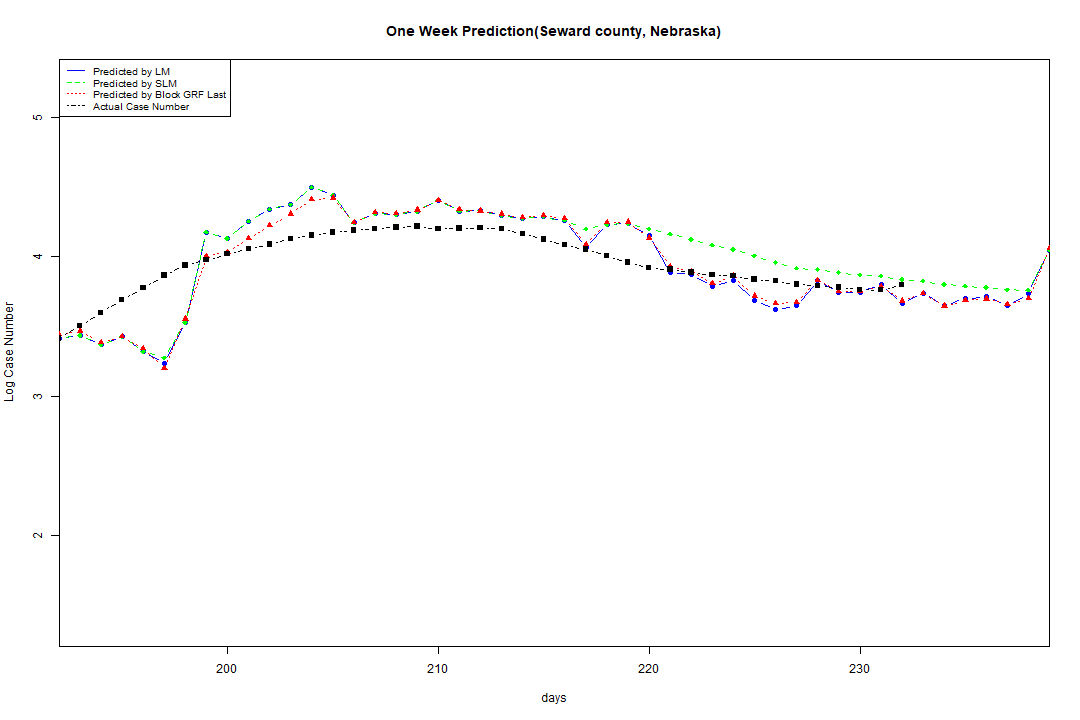 One Week Prediction(Seward county, Nebraska)
Predicted by LM
Predicted by SLM
Predicted by Block GRF Last
Actual Case Number
5
4
3
2
Log Case Number
200 210 220 230
days